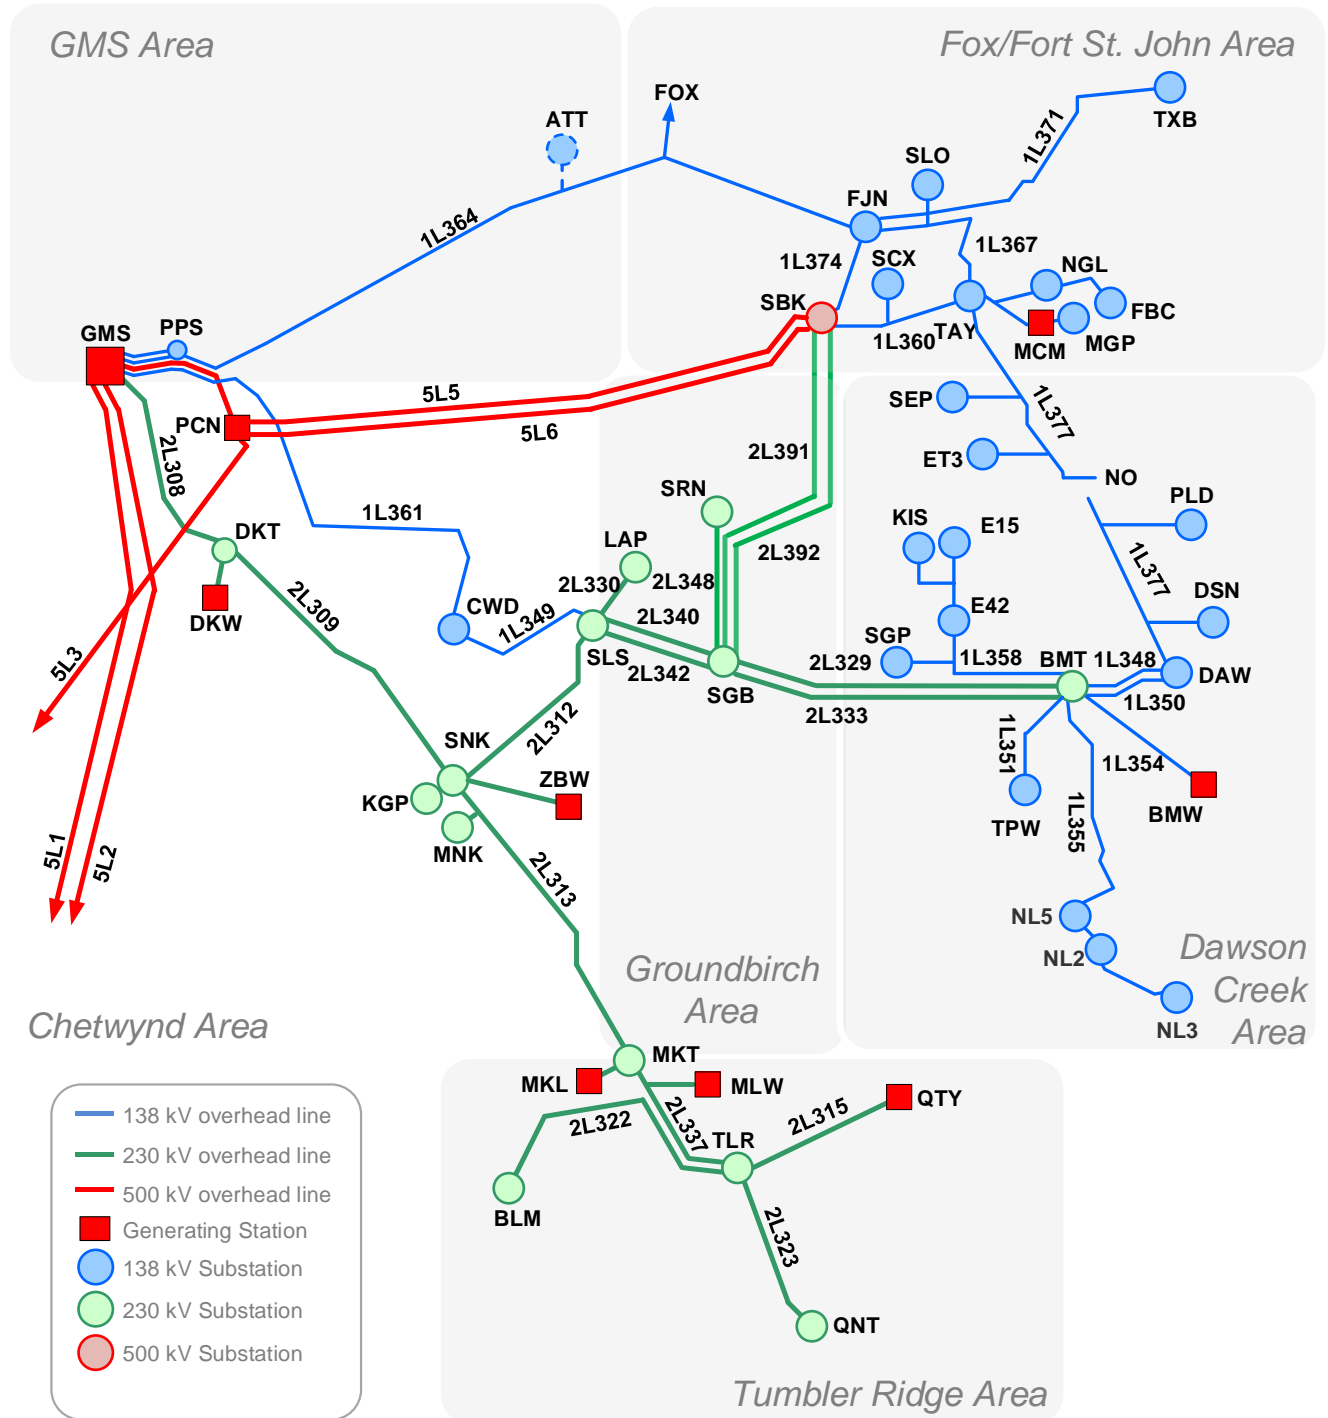 GMS Area
Fox/Fort St. John Area
FOX
ATT
TXB
1L371
SLO
FJN
1L364
1L367
1L374
SCX
NGL
SBK
FBC
GMS
PPS
1L360
TAY
MCM
MGP
5L5
SEP
1L377
PCN
5L6
2L308
2L391
ET3
NO
SRN
PLD
1L361
KIS
E15
DKT
LAP
2L392
1L377
2L330
2L348
DSN
DKW
2L309
CWD
1L349
2L340
E42
SGP
5L3
SLS
2L342
2L329
1L358
BMT
1L348
DAW
SGB
2L333
1L350
2L312
SNK
1L351
1L354
ZBW
KGP
TPW
1L355
BMW
5L1
5L2
MNK
2L313
NL5
NL2
Dawson
Creek
Area
Groundbirch
Area
NL3
Chetwynd Area
MKT
MKL
MLW
QTY
2L322
2L337
2L315
TLR
BLM
2L323
QNT
138 kV overhead line
230 kV overhead line
500 kV overhead line
Generating Station
138 kV Substation
230 kV Substation
500 kV Substation
Tumbler Ridge Area